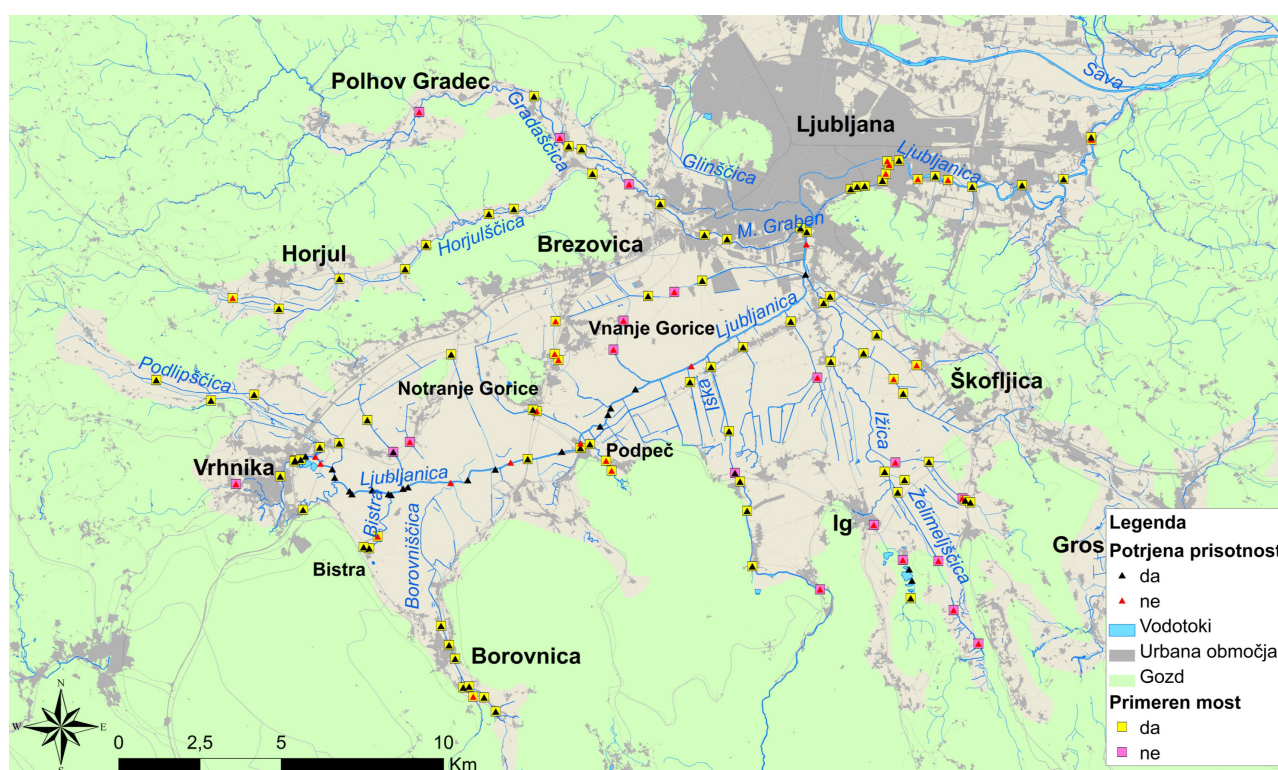 Sava
Polhov Gradec
Gradaščica
Ljubljana
Ljubljanica
Glinščica
Horjulščica
M. Graben
Brezovica
Horjul
Ljubljanica
Vnanje Gorice
Podlipščica
Notranje Gorice
Iška
Škofljica
Ižica
Podpeč
Vrhnika
Ljubljanica
Bistra
Želimeljščica
Ig
Gros
Borovniščica
Bistra
Borovnica
Legenda
Potrjena prisotnost
da
ne
Vodotoki
Urbana območja
Gozd
Primeren most
da
ne
N
W E
S
0 2,5 5 10
Km